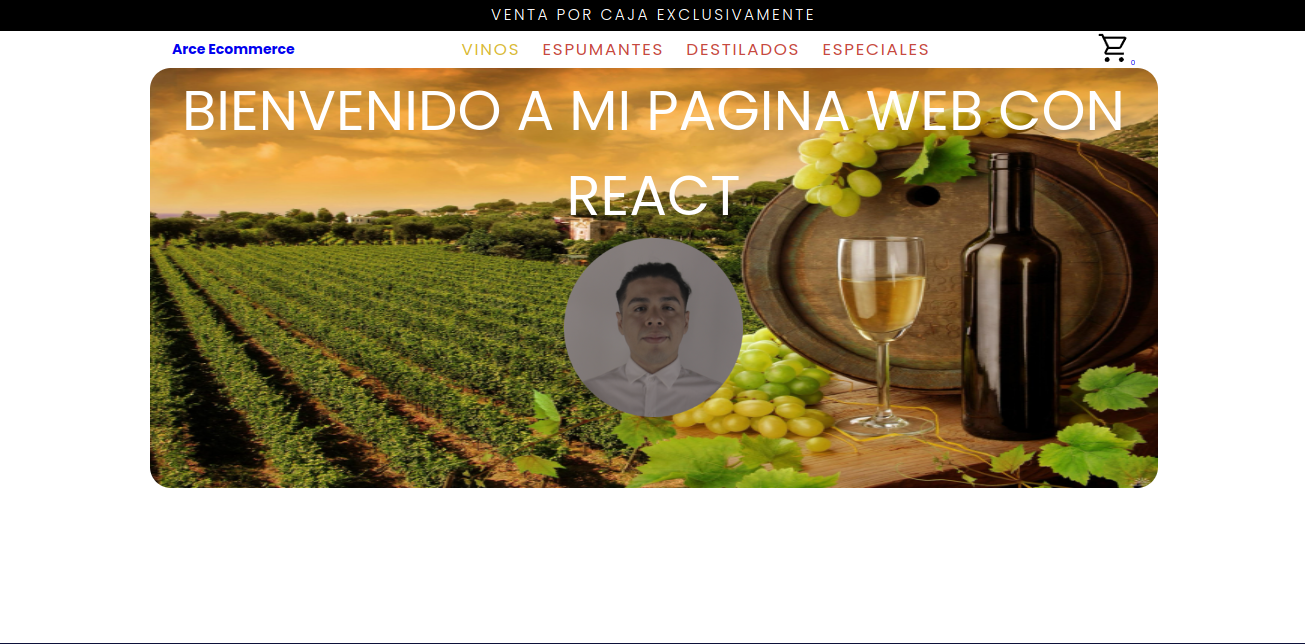 VENTA POR CAJA EXCLUSIVAMENTE
Arce Ecommerce
VINOS ESPUMANTES DESTILADOS ESPECIALES
0
BIENVENIDO A MI PAGINA WEB CON
REACT